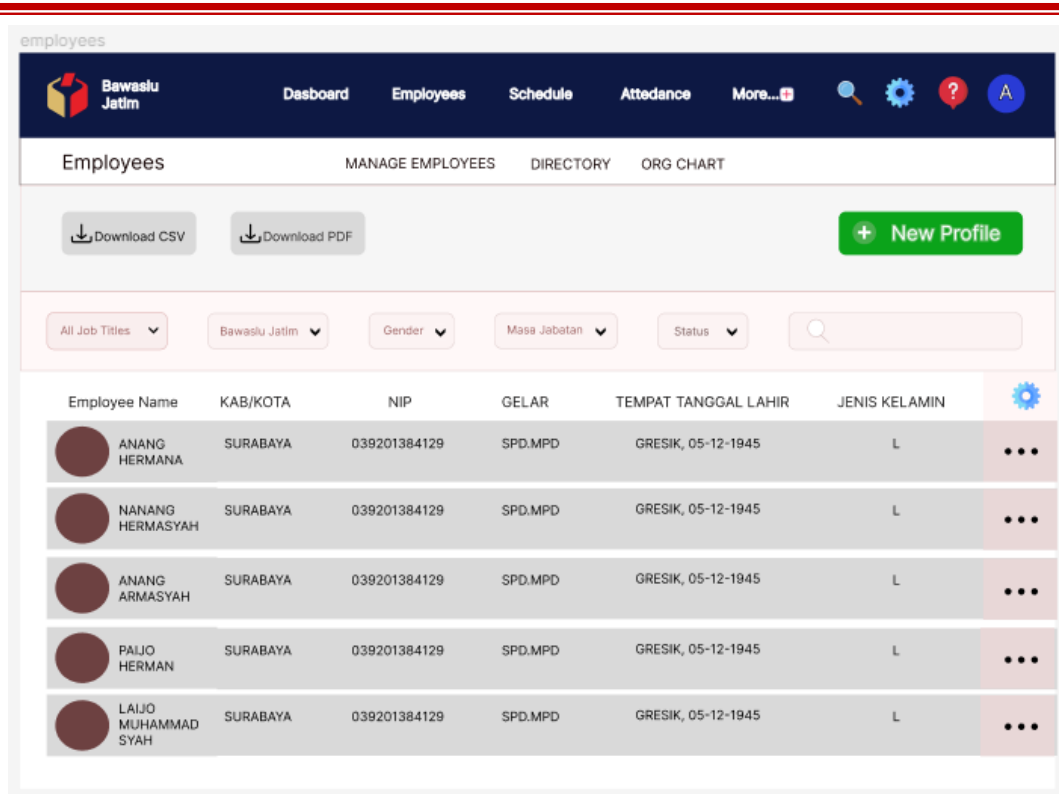 employees
Bawaslu
Jatim
Dasboard Employees Schedule Attedance More... ? A
Employees MANAGE EMPLOYEES DIRECTORY ORG CHART
Download CSV Download PDF + New Profile
All Job Titles Bawaslu Jatim Gender Masa Jabatan Status
Employee Name KAB/KOTA NIP GELAR TEMPAT TANGGAL LAHIR JENIS KELAMIN
ANANG
HERMANA
SURABAYA 039201384129 SPD.MPD GRESIK, 05-12-1945 L
NANANG
HERMASYAH
SURABAYA 039201384129 SPD.MPD GRESIK, 05-12-1945 L
ANANG
ARMASYAH
SURABAYA 039201384129 SPD.MPD GRESIK, 05-12-1945 L
PAIJO
HERMAN
SURABAYA 039201384129 SPD.MPD GRESIK, 05-12-1945 L
LAIJO
MUHAMMAD
SYAH
SURABAYA 039201384129 SPD.MPD GRESIK, 05-12-1945 L